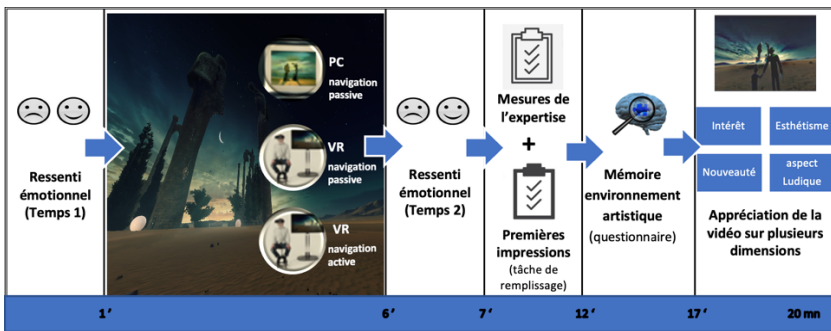 Ressenti
émotionnel
(Temps 1)
PC
navigation
passive
VR
navigation
passive
VR
navigation
active
Ressenti
émotionnel
(Temps 2)
Mesures de
l'expertise
+
Premières
impressions
(tâche de
remplissage)
Mémoire
environnement
artistique
(questionnaire)
Intérêt
Esthétisme
Nouveauté
aspect
Ludique
Appréciation de la
vidéo sur plusieurs
dimensions
1'
6'
7'
12'
17'
20 mn